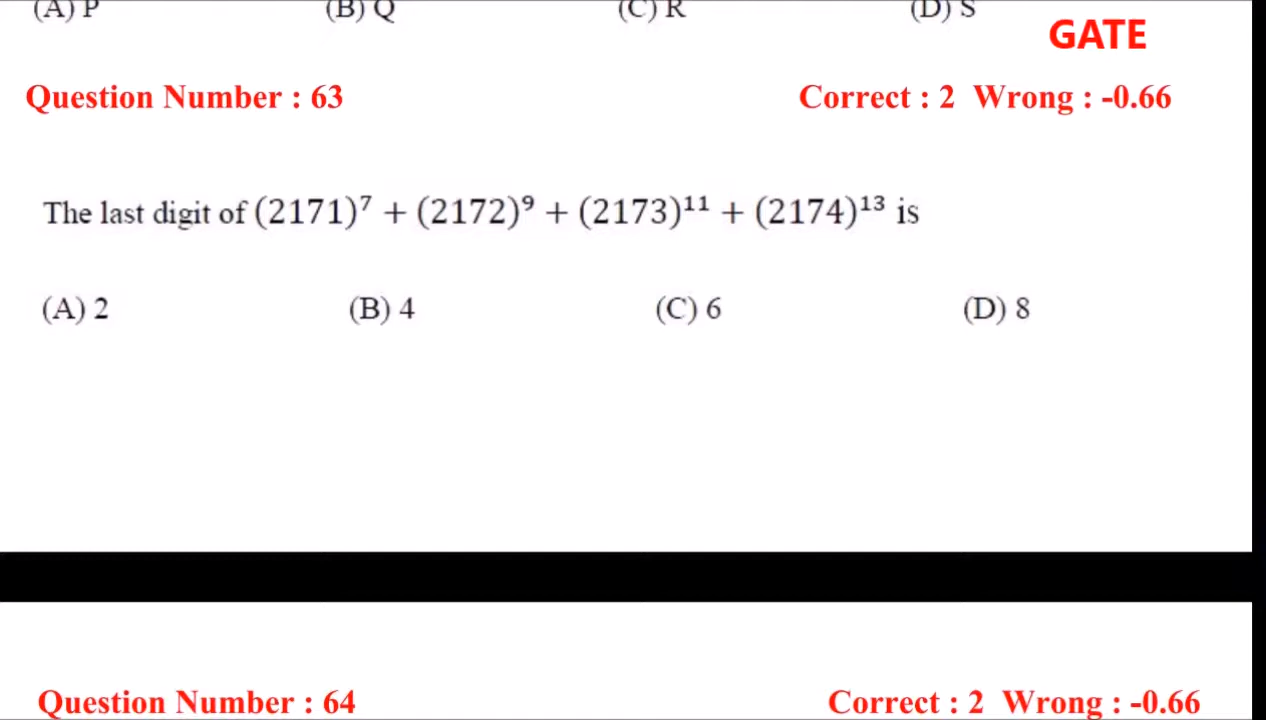 (A) P (B) Q (C) R (D) S
GATE
Question Number : 63 Correct : 2 Wrong : -0.66
The last digit of (2171)⁷ + (2172)⁹ + (2173)¹¹ + (2174)¹³ is
(A) 2 (B) 4 (C) 6 (D) 8
Question Number : 64 Correct : 2 Wrong : -0.66